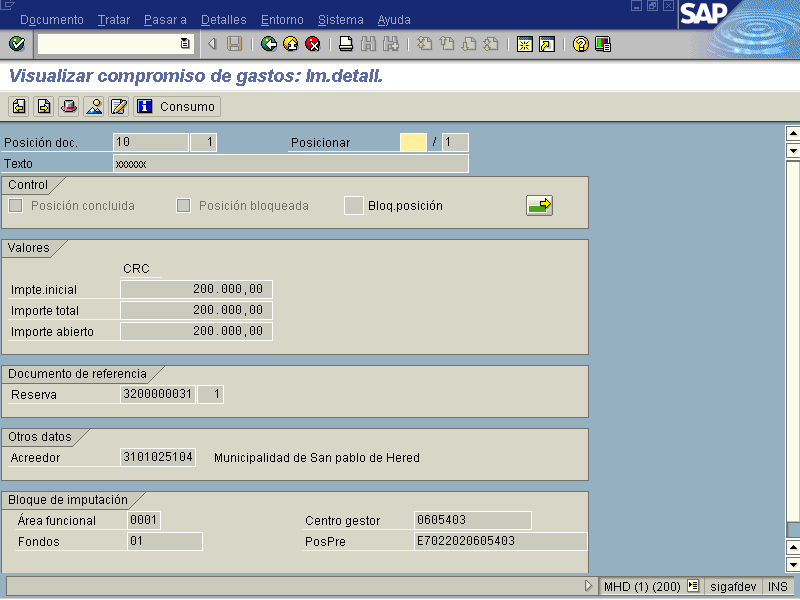 Documento Tratar Pasar a Detalles Entorno Sistema Ayuda
SAP
Visualizar compromiso de gastos: Im.detall.
Consumo
Posición doc. 10 1 Posicionar / 1
Texto xxxxxx
Control
Posición concluida Posición bloqueada Bloq.posición
Valores
CRC
Impte.inicial 200.000,00
Importe total 200.000,00
Importe abierto 200.000,00
Documento de referencia
Reserva 3200000031 1
Otros datos
Acreedor 3101025104 Municipalidad de San pablo de Hered
Bloque de imputación
Área funcional 0001 Centro gestor 0605403
Fondos 01 PosPre E7022020605403
MHD (1) (200) sigafdev INS